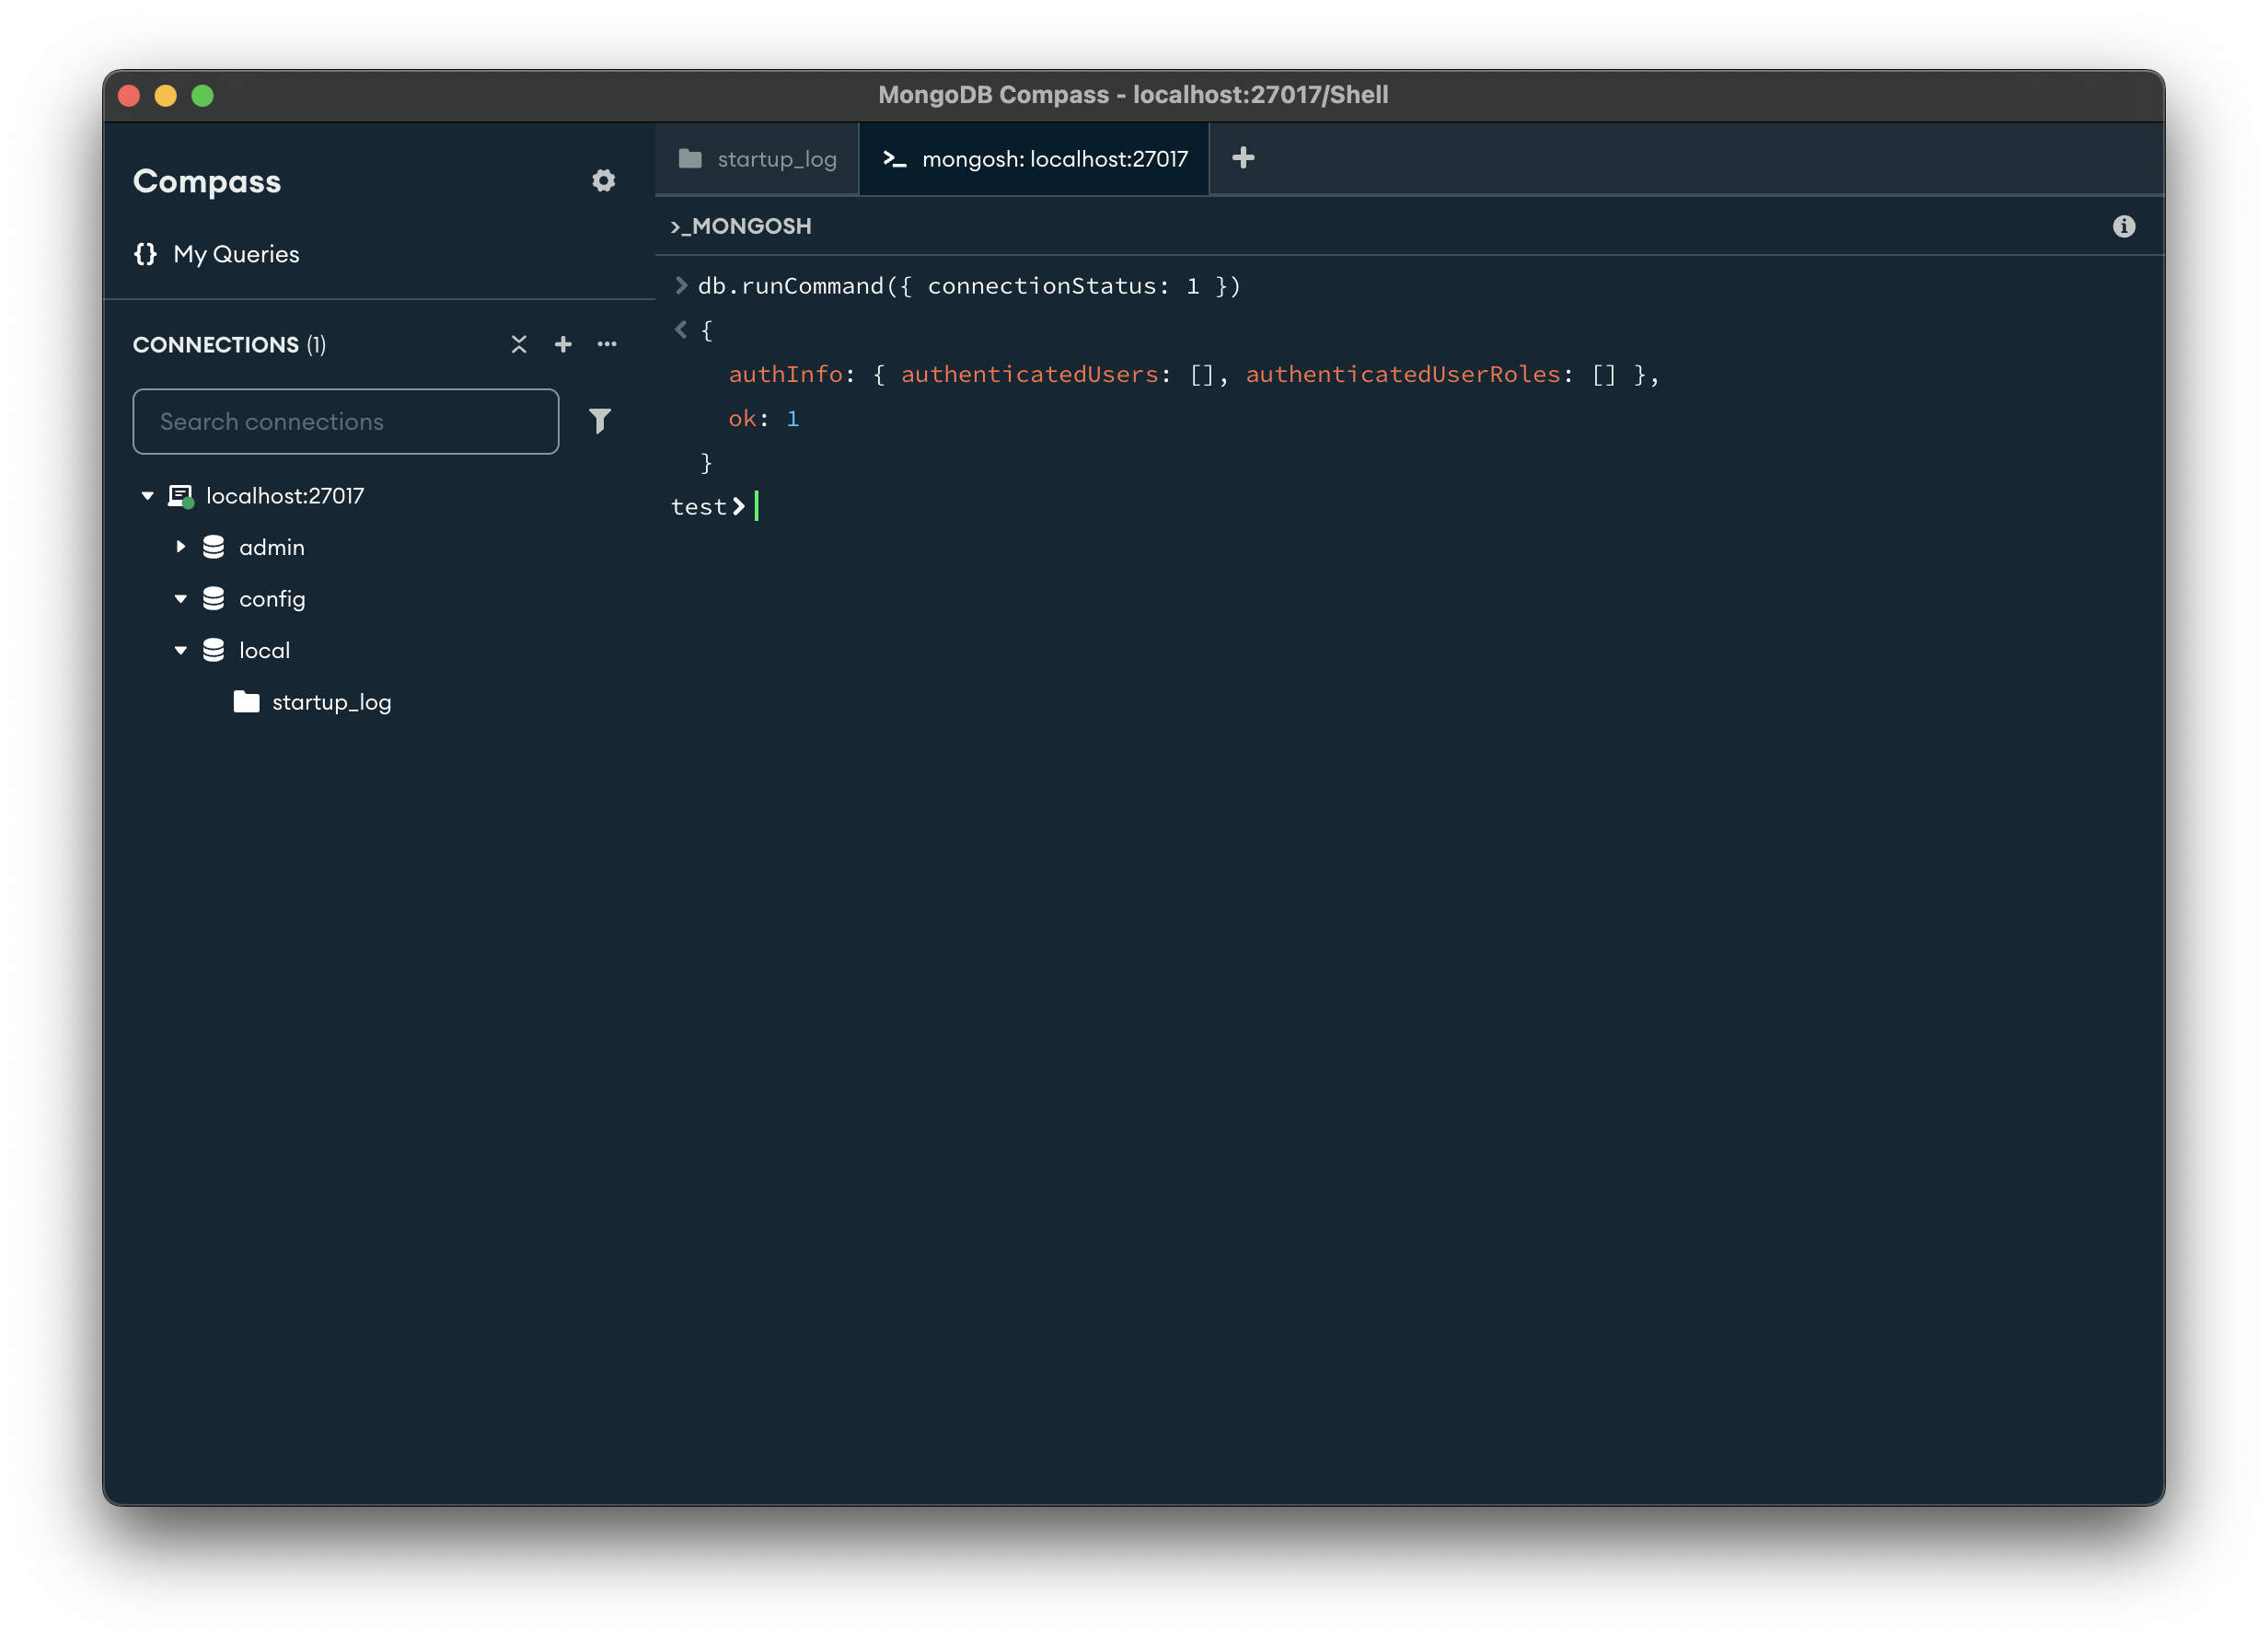 MongoDB Compass - localhost:27017/Shell
Compass
{} My Queries
CONNECTIONS (1)
Search connections
localhost:27017
admin
config
local
startup_log
startup_log
>_ mongosh: localhost:27017
>_MONGOSH
> db.runCommand({ connectionStatus: 1 })
< {
authInfo: { authenticatedUsers: [], authenticatedUserRoles: [] },
ok: 1
}
test>